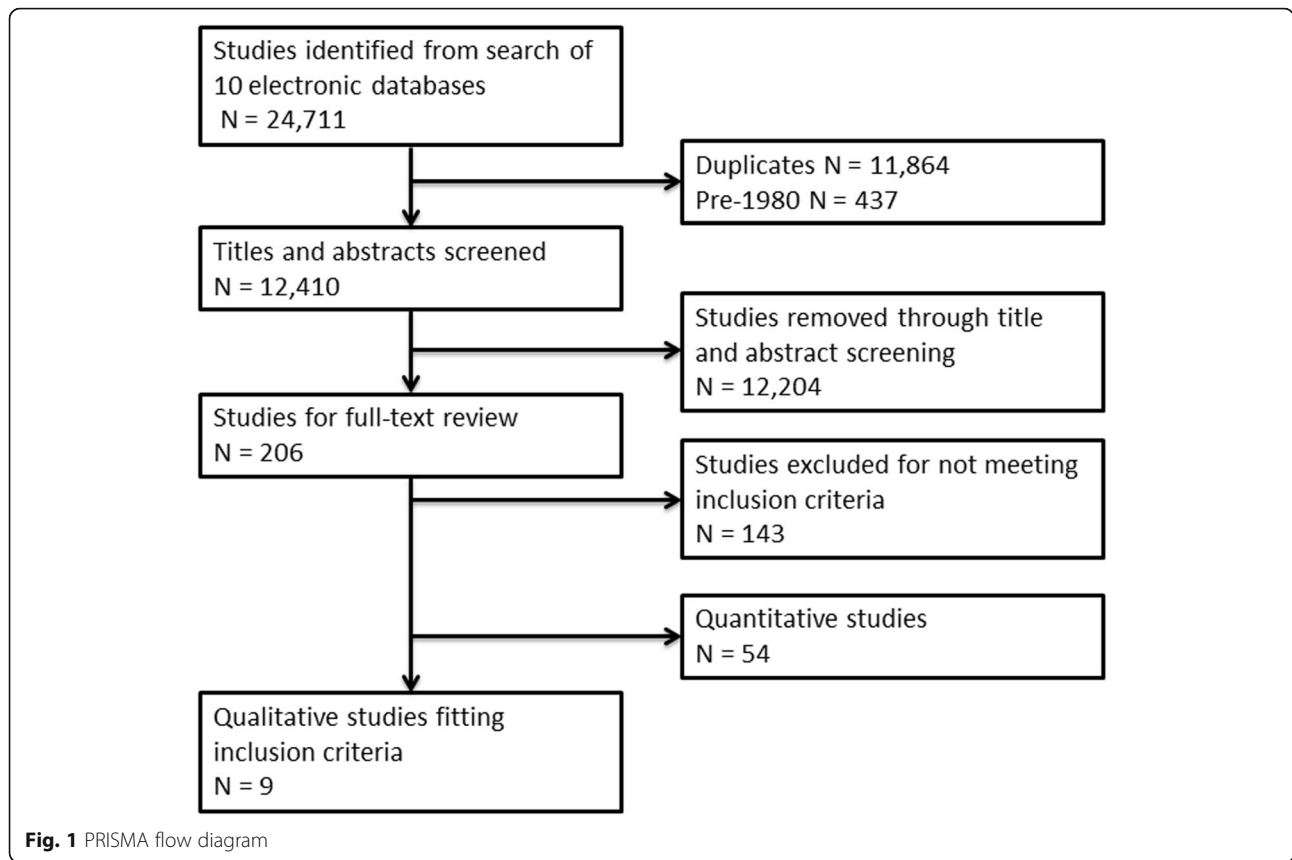 Studies identified from search of
10 electronic databases
N = 24,711
Duplicates N = 11,864
Pre-1980 N = 437
Titles and abstracts screened
N = 12,410
Studies removed through title
and abstract screening
N = 12,204
Studies for full-text review
N = 206
Studies excluded for not meeting
inclusion criteria
N = 143
Quantitative studies
N = 54
Qualitative studies fitting
inclusion criteria
N = 9
Fig. 1 PRISMA flow diagram